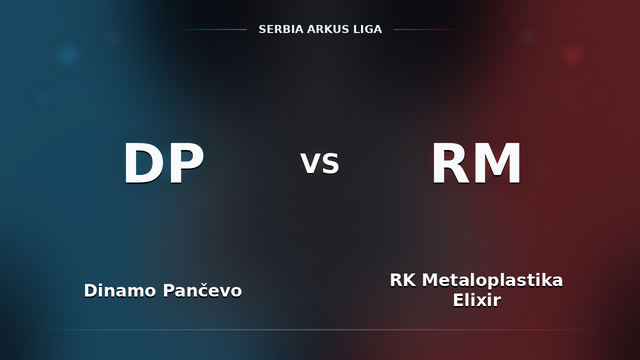 SERBIA ARKUS LIGA
DP
VS
RM
Dinamo Pančevo
RK Metaloplastika
Elixir